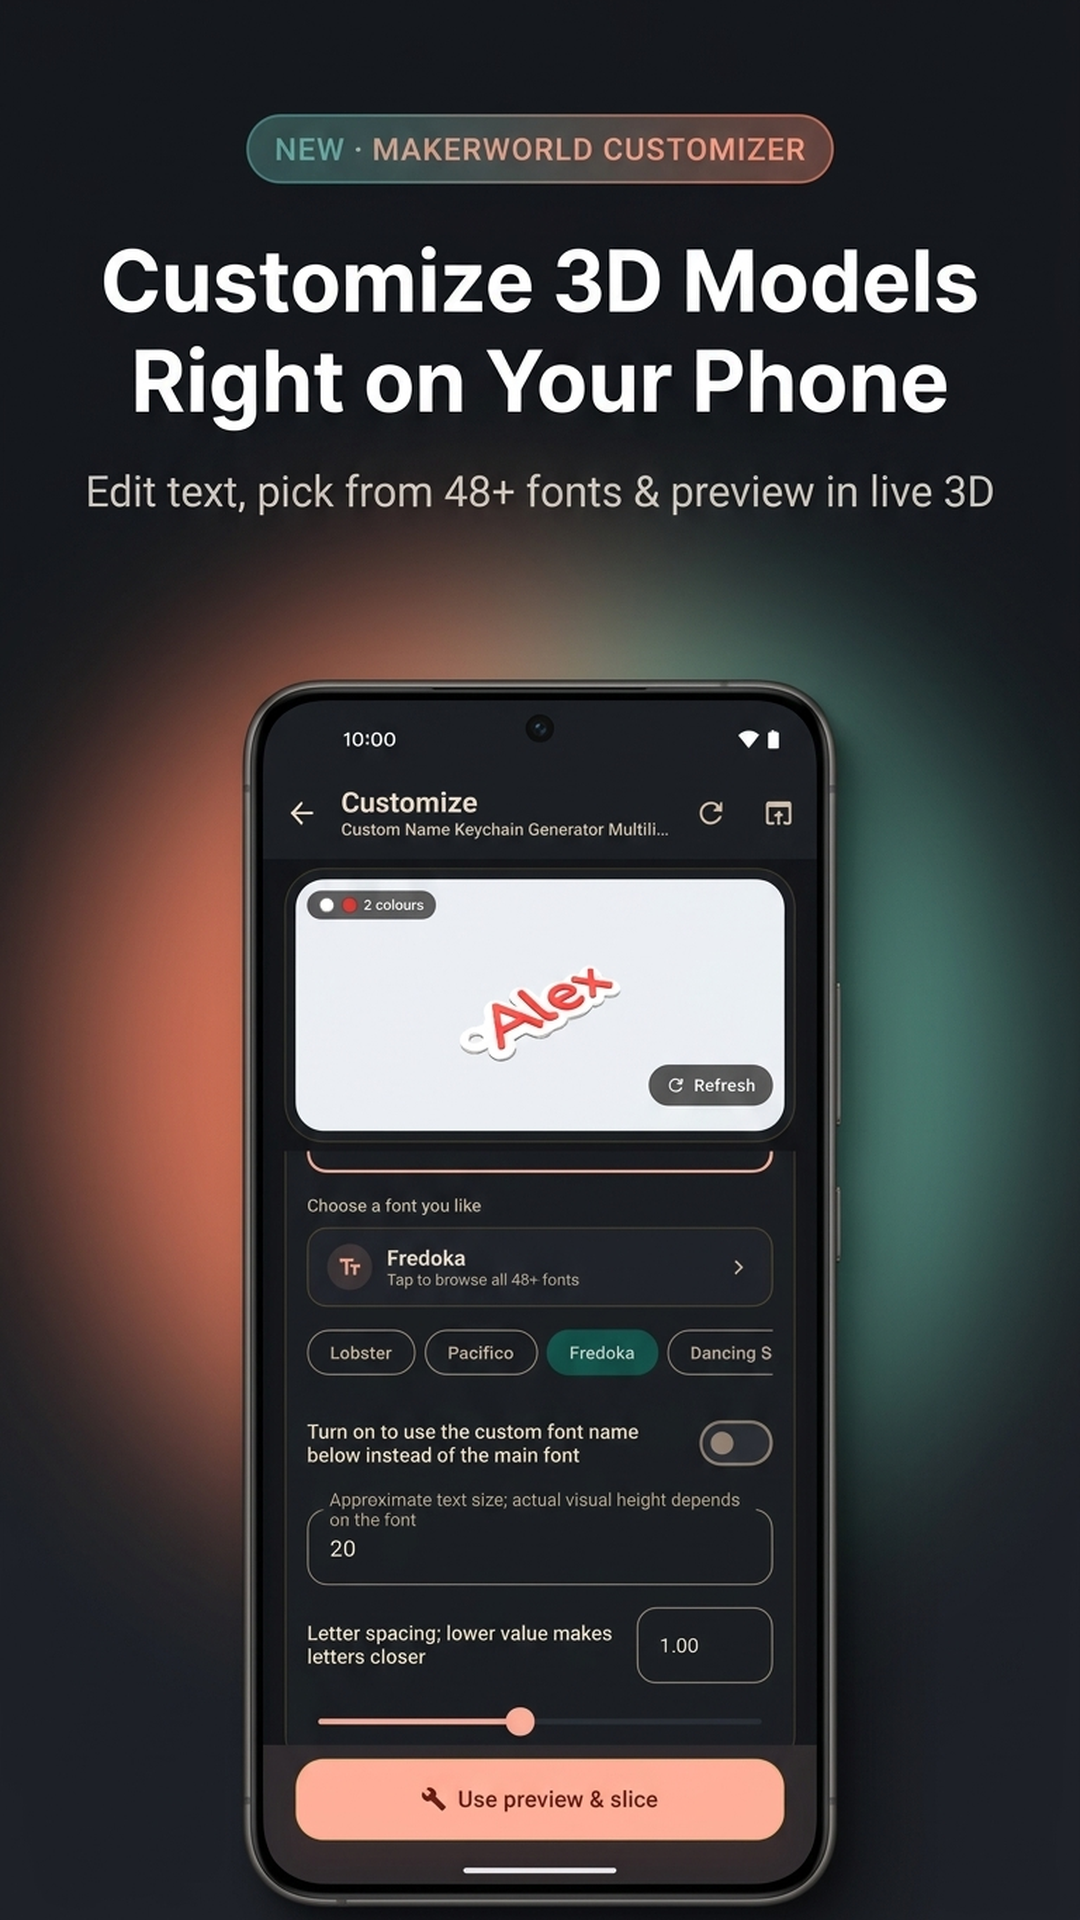 NEW · MAKERWORLD CUSTOMIZER
Customize 3D Models
Right on Your Phone
Edit text, pick from 48+ fonts & preview in live 3D
10:00
Customize
Custom Name Keychain Generator Multili...
2 colours
Alex
Refresh
Choose a font you like
Tт
Fredoka
Tap to browse all 48+ fonts
Lobster
Pacifico
Fredoka
Dancing S
Turn on to use the custom font name
below instead of the main font
Approximate text size; actual visual height depends
on the font
20
Letter spacing; lower value makes
letters closer
1.00
Use preview & slice